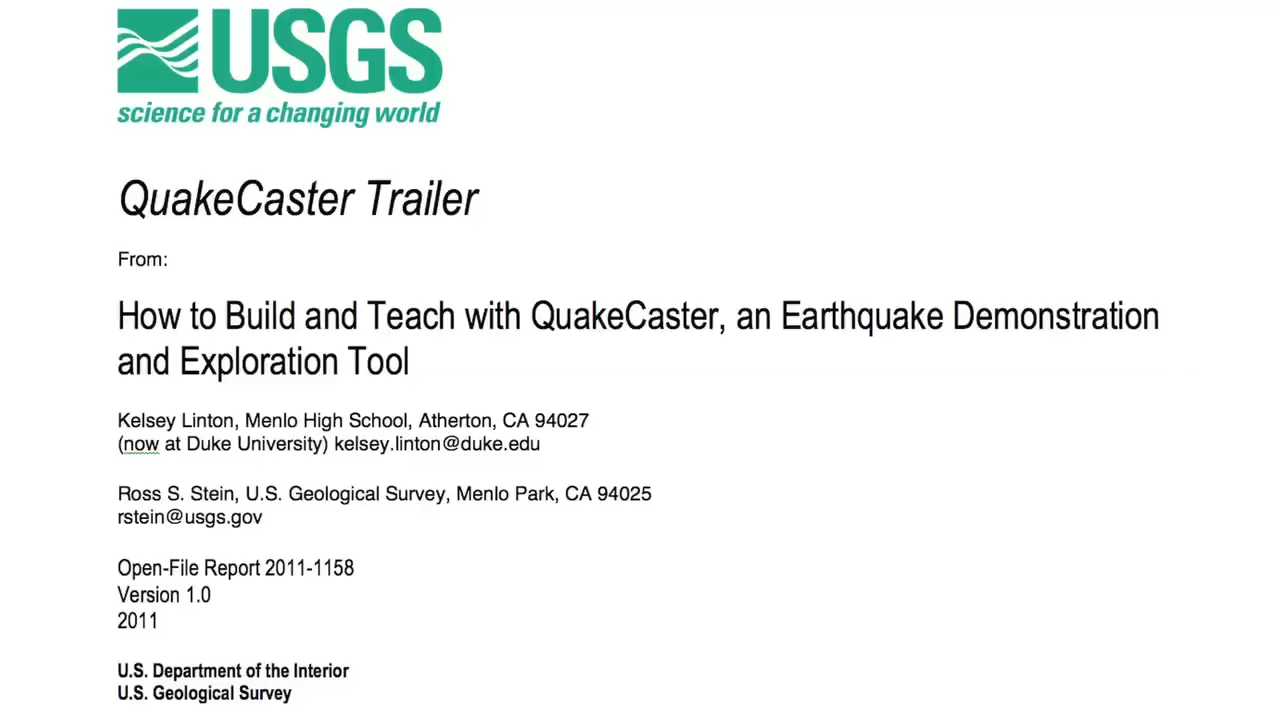 USGS
science for a changing world
QuakeCaster Trailer
From:
How to Build and Teach with QuakeCaster, an Earthquake Demonstration
and Exploration Tool
Kelsey Linton, Menlo High School, Atherton, CA 94027
(now at Duke University) kelsey.linton@duke.edu
Ross S. Stein, U.S. Geological Survey, Menlo Park, CA 94025
rstein@usgs.gov
Open-File Report 2011-1158
Version 1.0
2011
U.S. Department of the Interior
U.S. Geological Survey